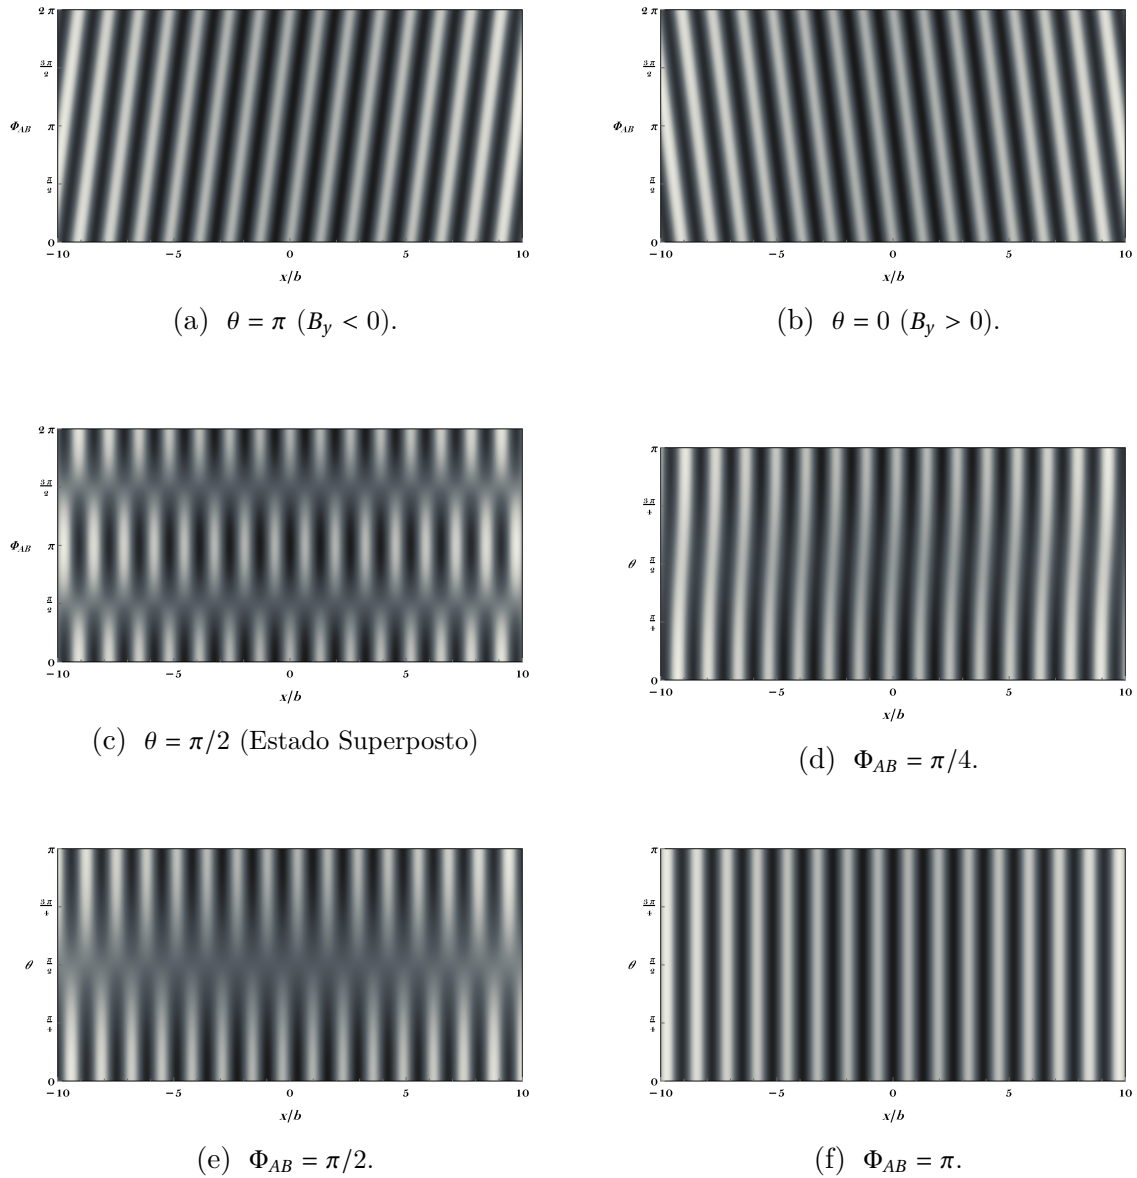 2 π
3π/2
Φ_AB π
π/2
0
−10 −5 0 5 10
x/b
(a) θ = π (B_y < 0).
2 π
3π/2
Φ_AB π
π/2
0
−10 −5 0 5 10
x/b
(b) θ = 0 (B_y > 0).
2 π
3π/2
Φ_AB π
π/2
0
−10 −5 0 5 10
x/b
(c) θ = π/2 (Estado Superposto)
π
3π/4
θ π/2
π/4
0
−10 −5 0 5 10
x/b
(d) Φ_AB = π/4.
π
3π/4
θ π/2
π/4
0
−10 −5 0 5 10
x/b
(e) Φ_AB = π/2.
π
3π/4
θ π/2
π/4
0
−10 −5 0 5 10
x/b
(f) Φ_AB = π.